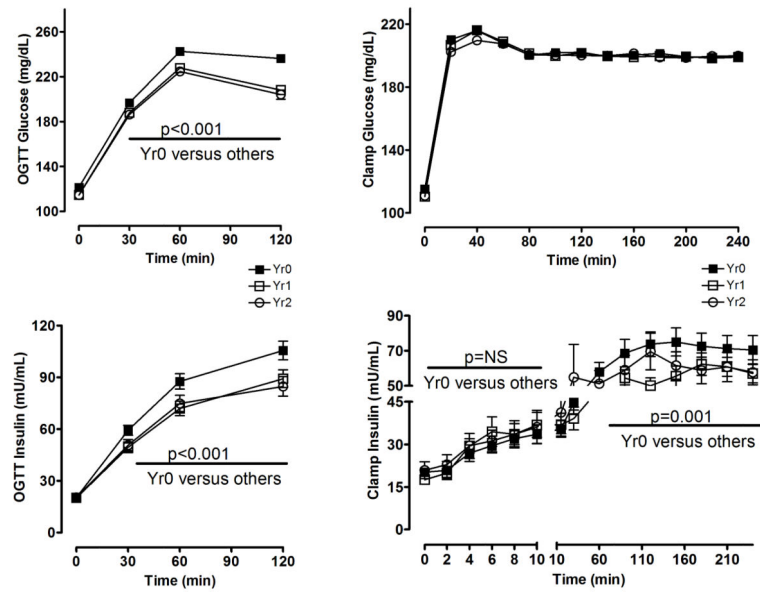 OGTT Glucose (mg/dL)
260
220
180
140
100
p<0.001
Yr0 versus others
0 30 60 90 120
Time (min)
Clamp Glucose (mg/dL)
250
200
150
100
0 40 80 120 160 200 240
Time (min)
Yr0
Yr1
Yr2
OGTT Insulin (mU/mL)
120
90
60
30
0
p<0.001
Yr0 versus others
0 30 60 90 120
Time (min)
Yr0
Yr1
Yr2
Clamp Insulin (mU/mL)
90
70
50
45
30
15
p=NS
Yr0 versus others
p=0.001
Yr0 versus others
0 2 4 6 8 10 10 60 110 160 210
Time (min)